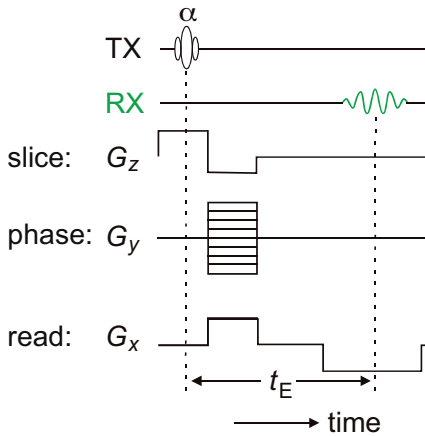 α
TX
RX
slice: Gz
phase: Gy
read: Gx
tE
time